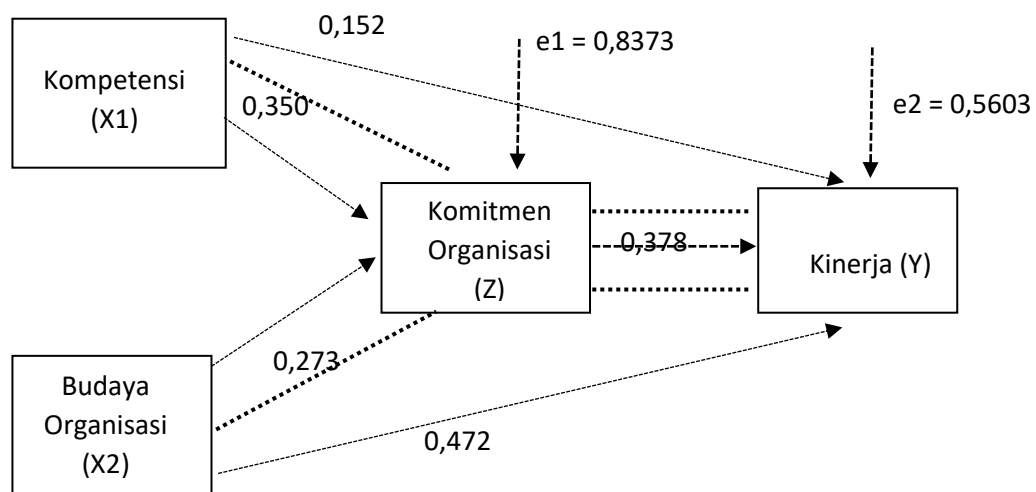 0,152
e1 = 0,8373
Kompetensi
(X1)
0,350
e2 = 0,5603
Komitmen
Organisasi
(Z)
0,378
Kinerja (Y)
0,273
Budaya
Organisasi
(X2)
0,472